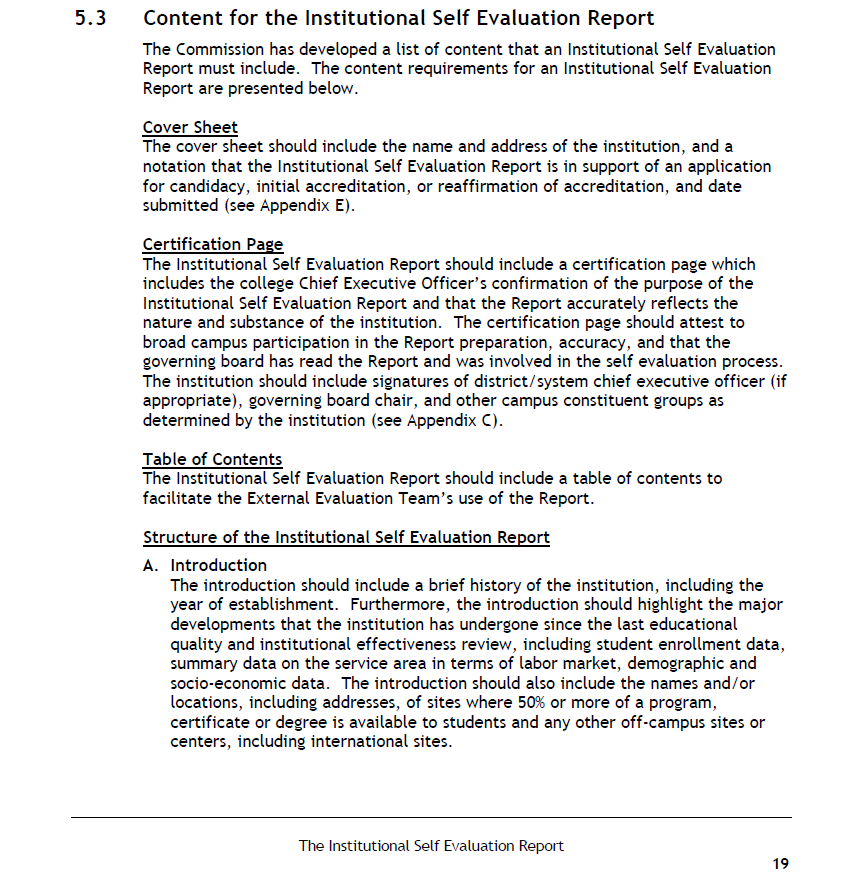 5.3 Content for the Institutional Self Evaluation Report
The Commission has developed a list of content that an Institutional Self Evaluation
Report must include.  The content requirements for an Institutional Self Evaluation
Report are presented below.
Cover Sheet
The cover sheet should include the name and address of the institution, and a
notation that the Institutional Self Evaluation Report is in support of an application
for candidacy, initial accreditation, or reaffirmation of accreditation, and date
submitted (see Appendix E).
Certification Page
The Institutional Self Evaluation Report should include a certification page which
includes the college Chief Executive Officer’s confirmation of the purpose of the
Institutional Self Evaluation Report and that the Report accurately reflects the
nature and substance of the institution.  The certification page should attest to
broad campus participation in the Report preparation, accuracy, and that the
governing board has read the Report and was involved in the self evaluation process.
The institution should include signatures of district/system chief executive officer (if
appropriate), governing board chair, and other campus constituent groups as
determined by the institution (see Appendix C).
Table of Contents
The Institutional Self Evaluation Report should include a table of contents to
facilitate the External Evaluation Team’s use of the Report.
Structure of the Institutional Self Evaluation Report
A. Introduction
The introduction should include a brief history of the institution, including the
year of establishment.  Furthermore, the introduction should highlight the major
developments that the institution has undergone since the last educational
quality and institutional effectiveness review, including student enrollment data,
summary data on the service area in terms of labor market, demographic and
socio-economic data.  The introduction should also include the names and/or
locations, including addresses, of sites where 50% or more of a program,
certificate or degree is available to students and any other off-campus sites or
centers, including international sites.
The Institutional Self Evaluation Report
19